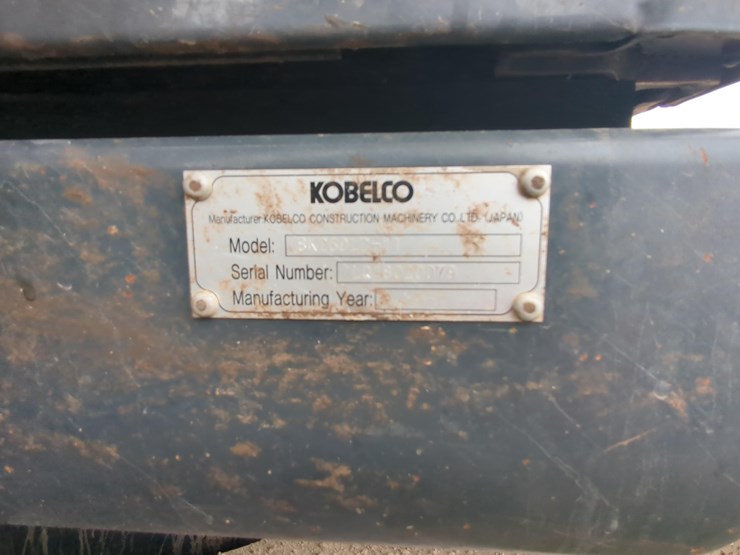 KOBELCO
Manufacturer:KOBELCO CONSTRUCTION MACHINERY CO.,LTD. (JAPAN)
Model:
Serial Number:
Manufacturing Year: